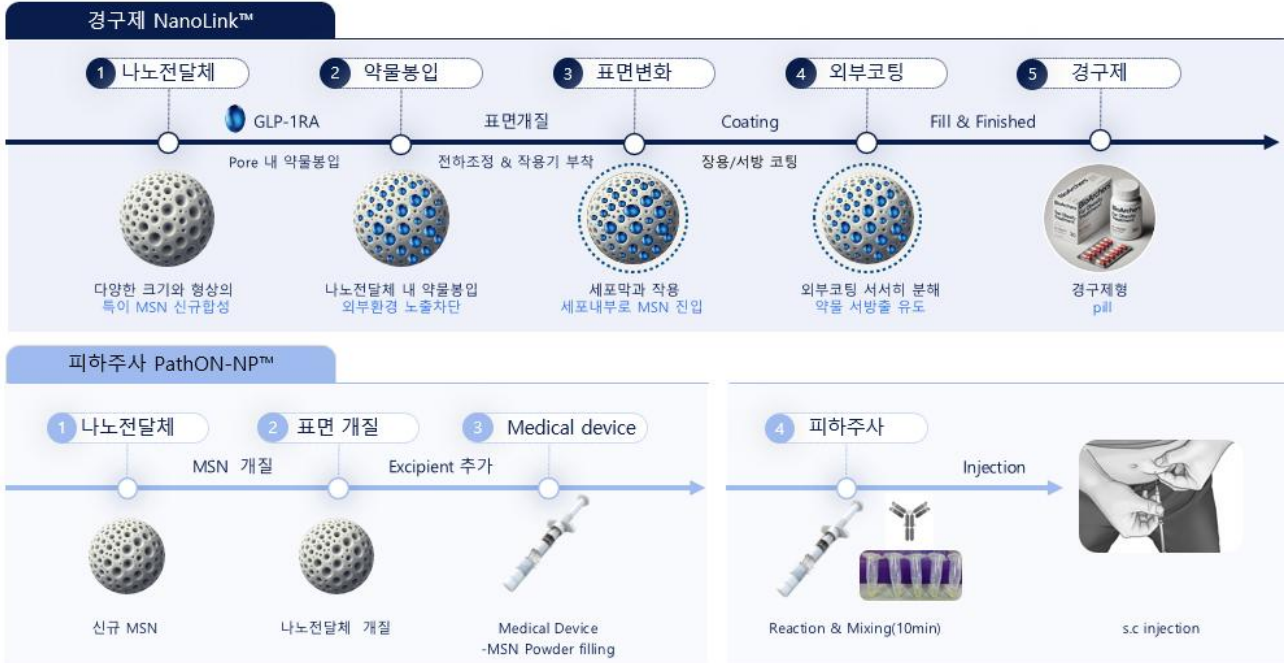 경구제 NanoLink™
1 나노전달체
2 약물봉입
3 표면변화
4 외부코팅
5 경구제
GLP-1RA
표면개질
Coating
Fill & Finished
Pore 내 약물봉입
전하조정 & 작용기 부착
장용/서방 코팅
다양한 크기와 형상의
특이 MSN 신규합성
나노전달체 내 약물봉입
외부환경 노출차단
세포막과 작용
세포내부로 MSN 진입
외부코팅 서서히 분해
약물 서방출 유도
경구제형
pill
피하주사 PathON-NP™
1 나노전달체
2 표면 개질
3 Medical device
4 피하주사
MSN 개질
Excipient 추가
Injection
신규 MSN
나노전달체 개질
Medical Device
-MSN Powder filling
Reaction & Mixing(10min)
s.c injection